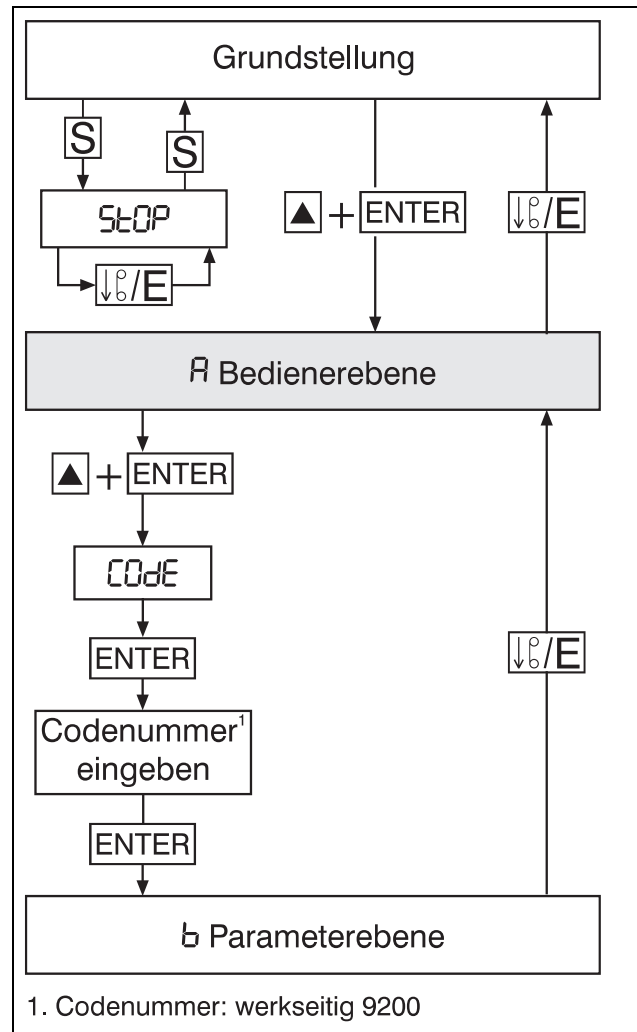 Grundstellung
S
S
StOP
↓/E
▲ + ENTER
↓/E
A Bedienerebene
▲ + ENTER
COdE
ENTER
Codenummer¹
eingeben
ENTER
↓/E
b Parameterebene
1. Codenummer: werkseitig 9200